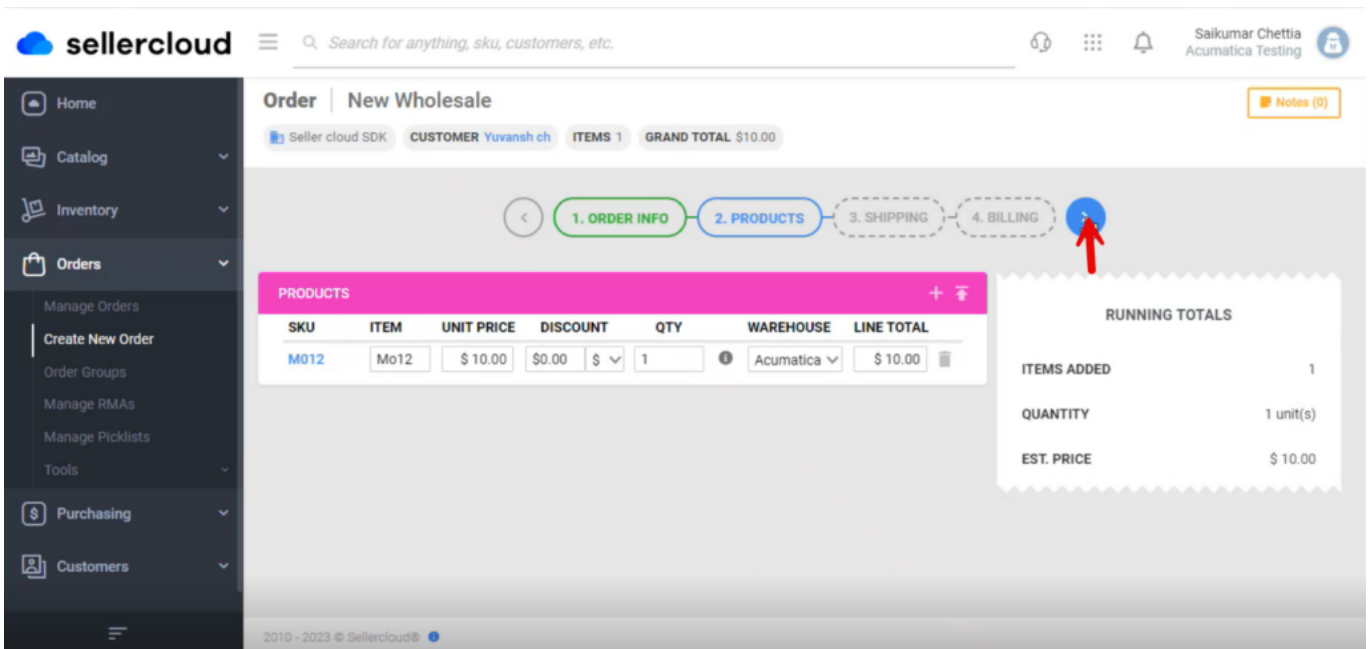 sellercloud
Search for anything, sku, customers, etc.
Saikumar Chettia
Acumatica Testing
Home
Catalog
Inventory
Orders
Manage Orders
Create New Order
Order Groups
Manage RMAs
Manage Picklists
Tools
Purchasing
Customers
Order New Wholesale
Notes (0)
Seller cloud SDK CUSTOMER Yuvansh ch ITEMS 1 GRAND TOTAL $10.00
1. ORDER INFO 2. PRODUCTS 3. SHIPPING 4. BILLING
PRODUCTS
SKU ITEM UNIT PRICE DISCOUNT QTY WAREHOUSE LINE TOTAL
M012 Mo12 $ 10.00 $0.00 $ 1 Acumatica $ 10.00
RUNNING TOTALS
ITEMS ADDED 1
QUANTITY 1 unit(s)
EST. PRICE $ 10.00
2010 - 2023 © Sellercloud®